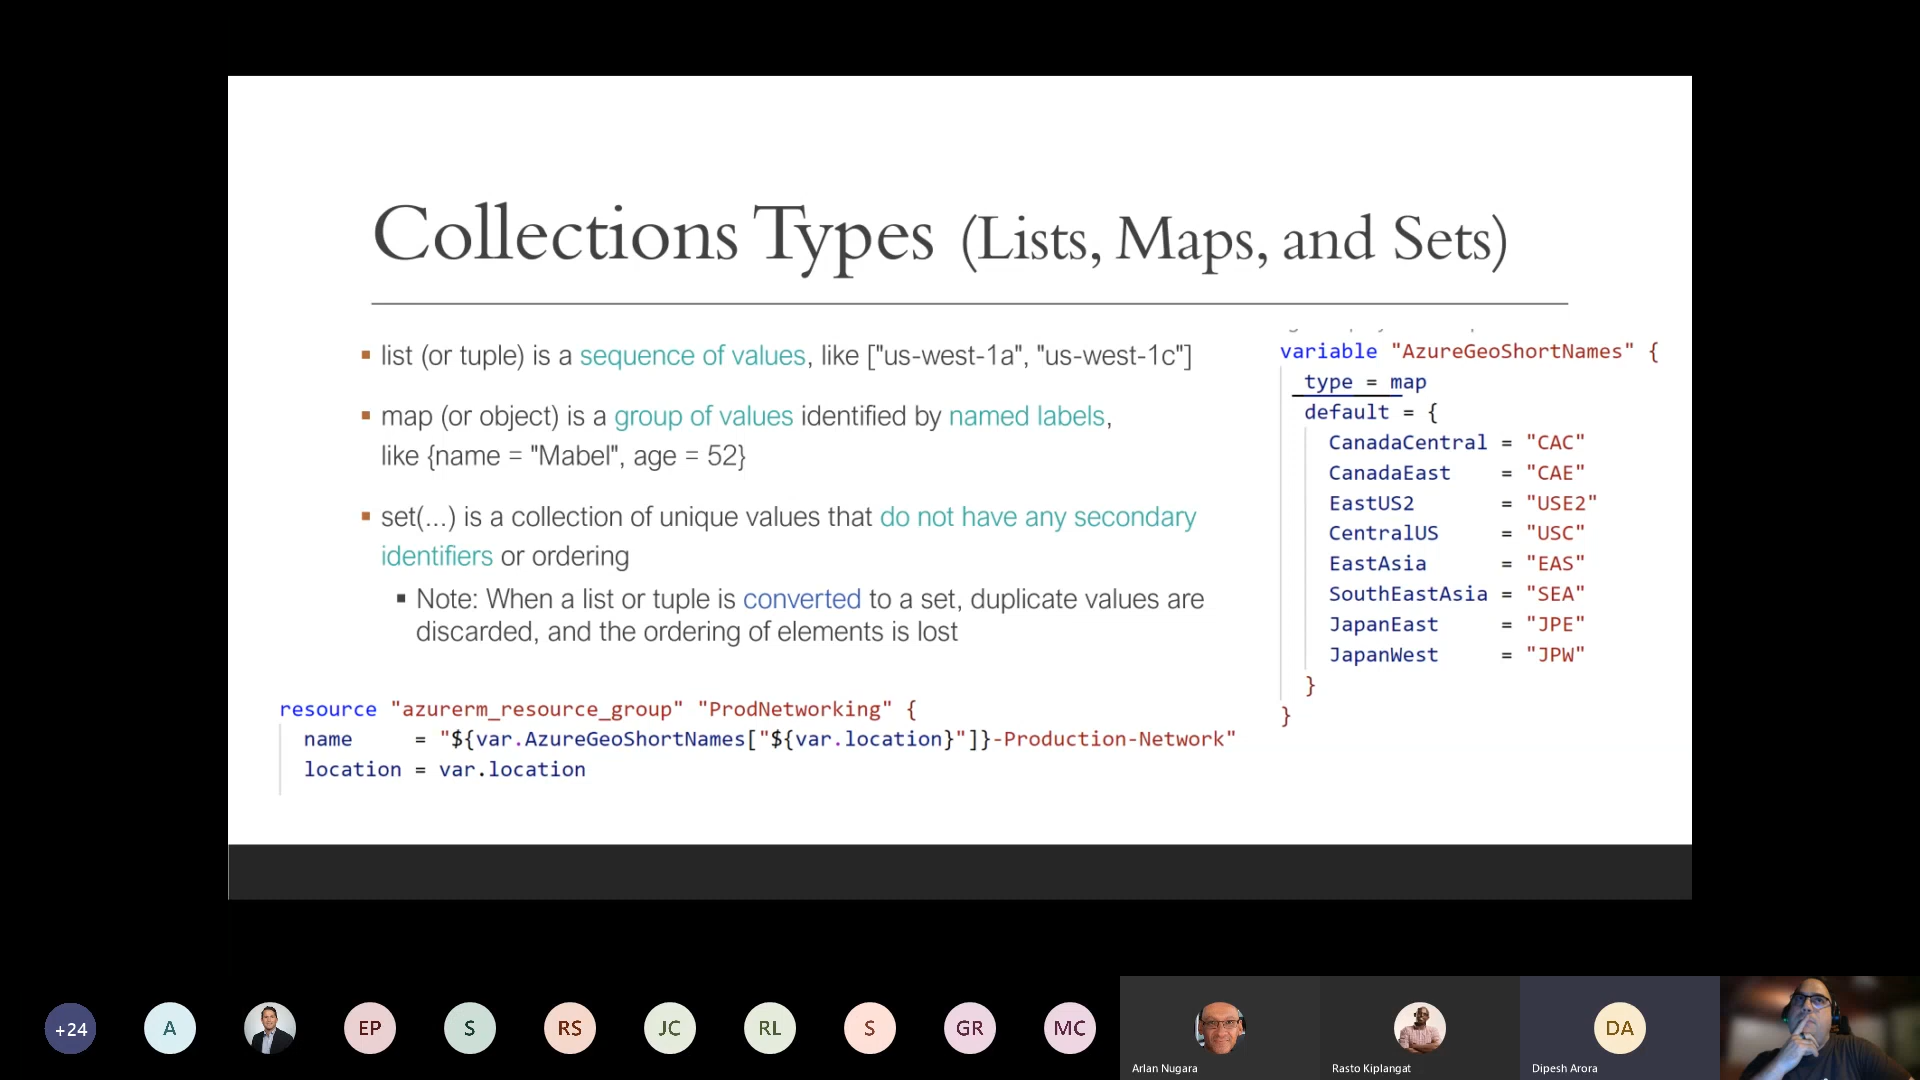 Collections Types (Lists, Maps, and Sets)
▪ list (or tuple) is a sequence of values, like ["us-west-1a", "us-west-1c"]
▪ map (or object) is a group of values identified by named labels,
like {name = "Mabel", age = 52}
▪ set(...) is a collection of unique values that do not have any secondary
identifiers or ordering
▪ Note: When a list or tuple is converted to a set, duplicate values are
discarded, and the ordering of elements is lost
variable "AzureGeoShortNames" {
type = map
default = {
CanadaCentral = "CAC"
CanadaEast = "CAE"
EastUS2 = "USE2"
CentralUS = "USC"
EastAsia = "EAS"
SouthEastAsia = "SEA"
JapanEast = "JPE"
JapanWest = "JPW"
}
}
resource "azurerm_resource_group" "ProdNetworking" {
name = "${var.AzureGeoShortNames["${var.location}"]}-Production-Network"
location = var.location
+24 A EP S RS JC RL S GR MC DA
Arlan Nugara Rasto Kiplangat Dipesh Arora